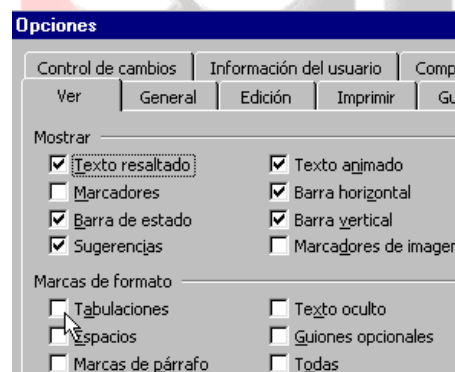 Opciones
Control de cambios Información del usuario Comp
Ver General Edición Imprimir Gu
Mostrar
Texto resaltado Texto animado
Marcadores Barra horizontal
Barra de estado Barra vertical
Sugerencias Marcadores de imagen
Marcas de formato
Tabulaciones Texto oculto
Espacios Guiones opcionales
Marcas de párrafo Todas